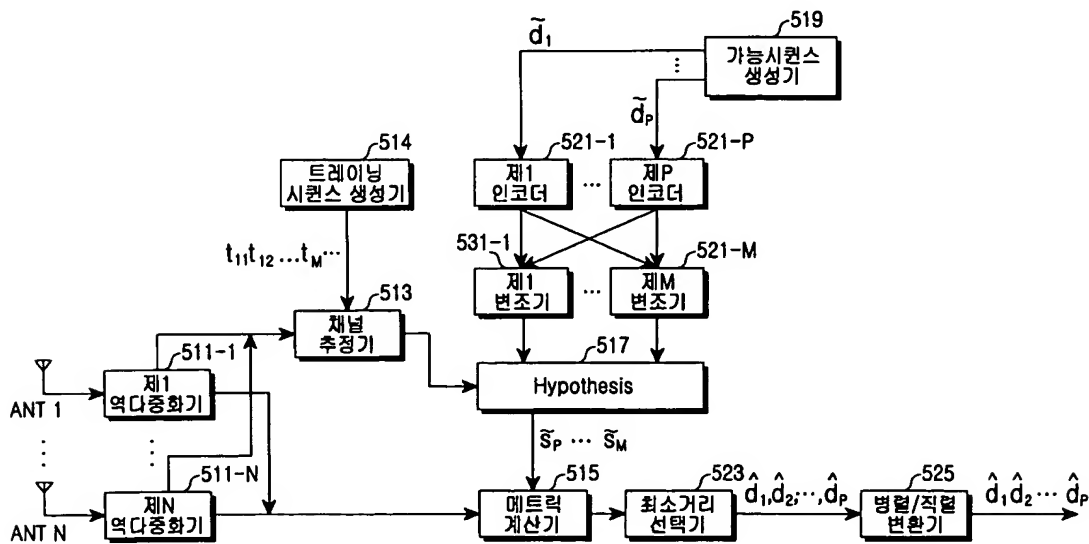 519
가능시퀀스
생성기
d̃₁
⋮
d̃P
514
트레이닝
시퀀스 생성기
521-1
제1
인코더
...
521-P
제P
인코더
t₁₁t₁₂...tM...
531-1
제1
변조기
...
521-M
제M
변조기
513
채널
추정기
517
Hypothesis
511-1
제1
역다중화기
ANT 1
s̃P ... s̃M
511-N
제N
역다중화기
ANT N
515
메트릭
계산기
523
최소거리
선택기
d̂₁,d̂₂,...,d̂P
525
병렬/직렬
변환기
d̂₁d̂₂...d̂P